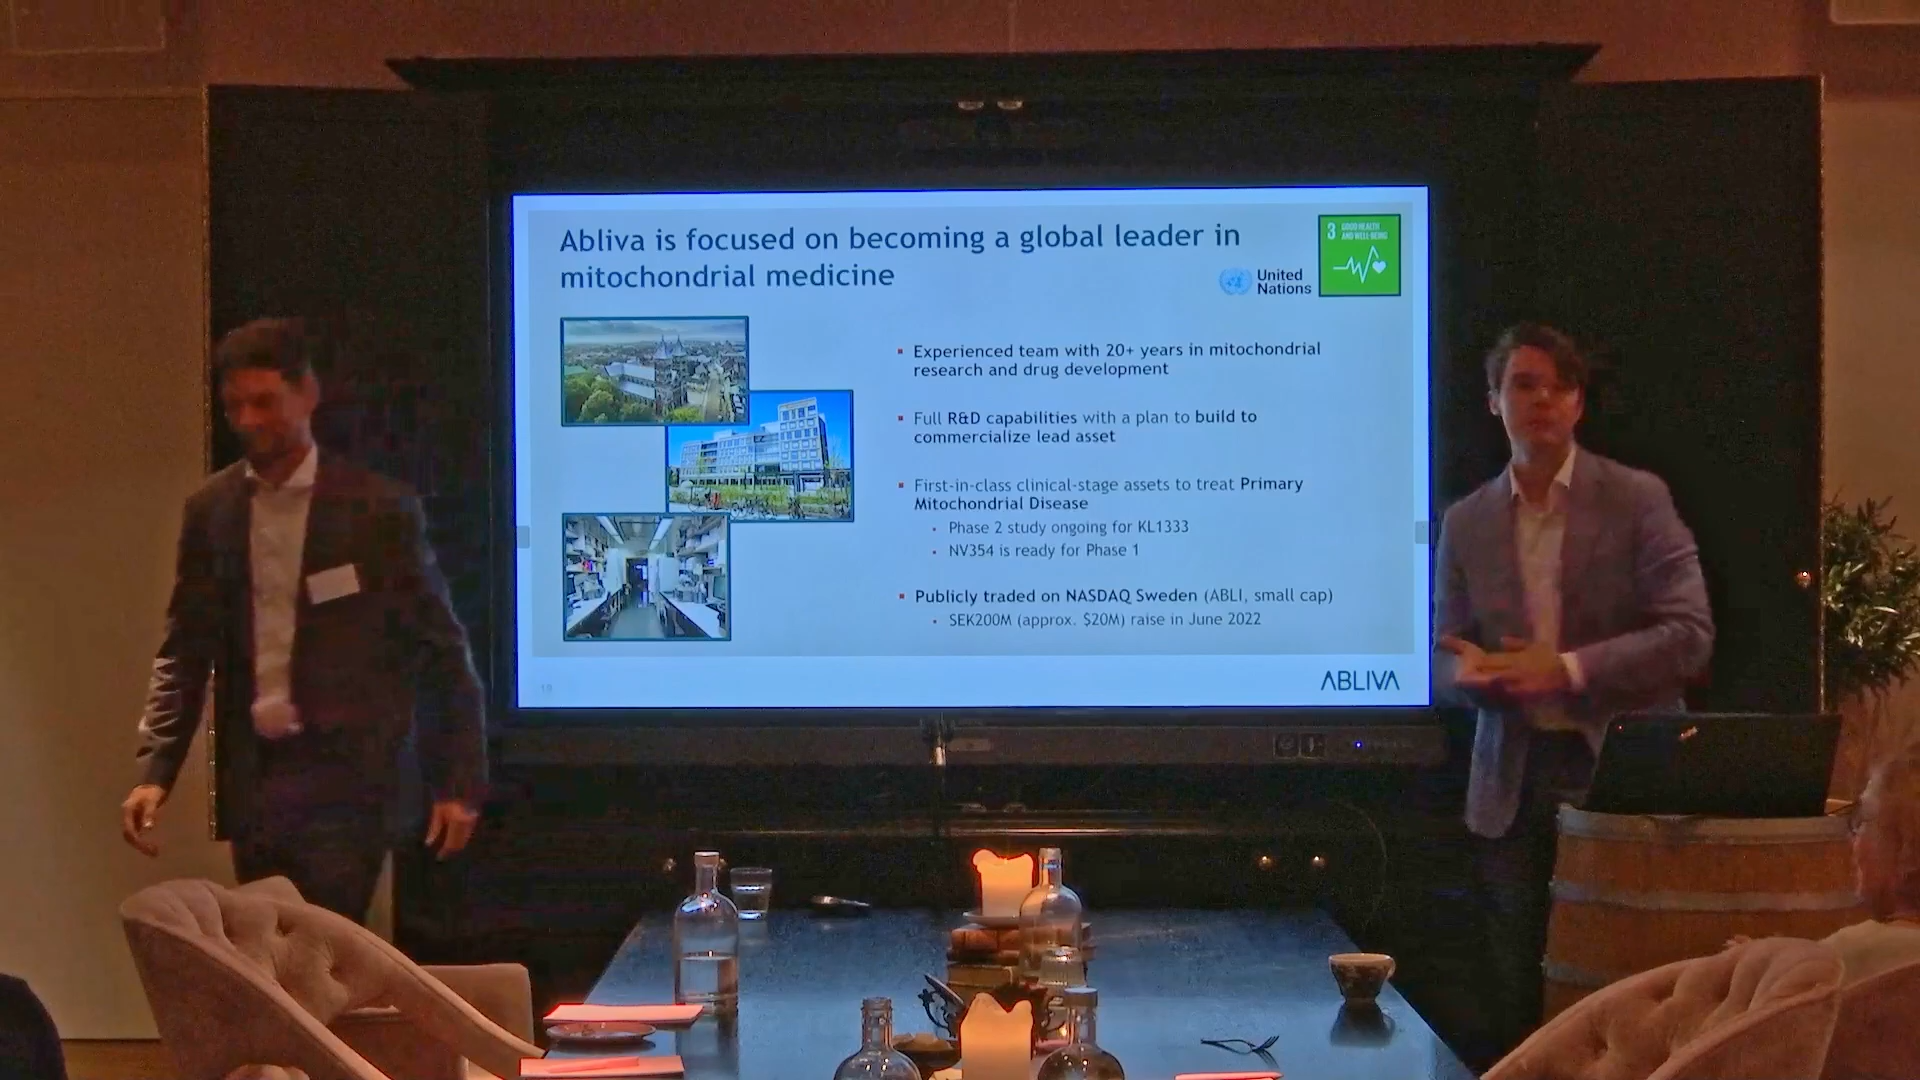 Abliva is focused on becoming a global leader in
mitochondrial medicine
3 GOOD HEALTH
AND WELL-BEING
United
Nations
Experienced team with 20+ years in mitochondrial
research and drug development
Full R&D capabilities with a plan to build to
commercialize lead asset
First-in-class clinical-stage assets to treat Primary
Mitochondrial Disease
Phase 2 study ongoing for KL1333
NV354 is ready for Phase 1
Publicly traded on NASDAQ Sweden (ABLI, small cap)
SEK200M (approx. $20M) raise in June 2022
ABLIVA